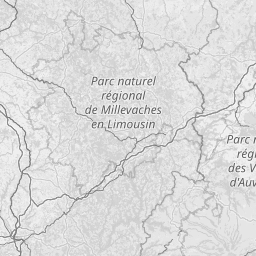 Parc naturel
régional
de Millevaches
en Limousin
Parc n
régi
des V
d'Auv